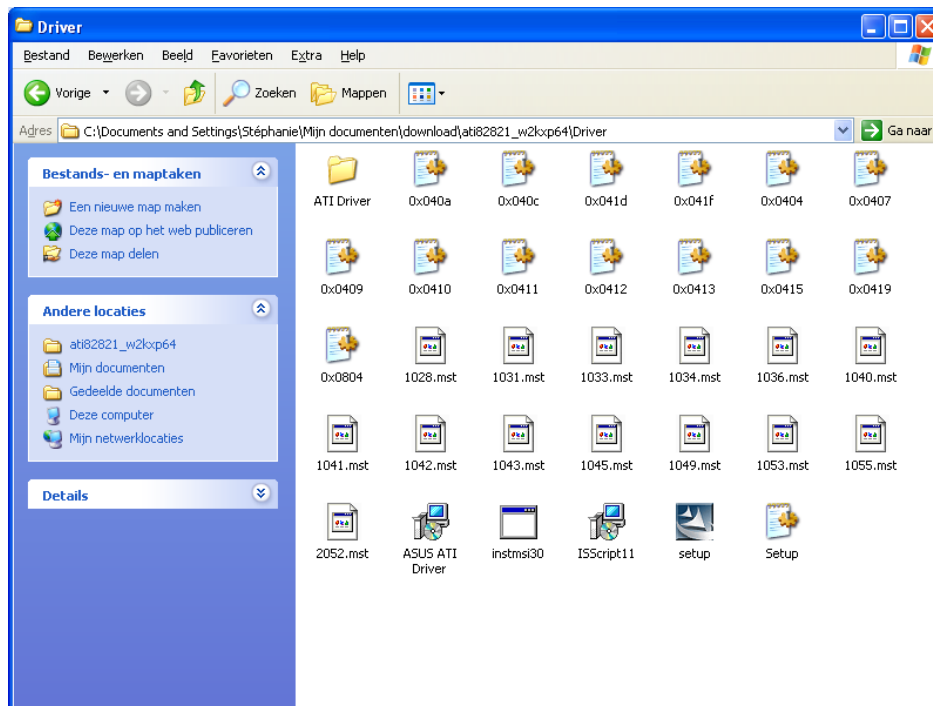 Driver
Bestand Bewerken Beeld Favorieten Extra Help
Vorige Zoeken Mappen
Adres C:\Documents and Settings\Stéphanie\Mijn documenten\download\ati82821_w2kxp64\Driver Ga naar
Bestands- en maptaken
Een nieuwe map maken
Deze map op het web publiceren
Deze map delen
Andere locaties
ati82821_w2kxp64
Mijn documenten
Gedeelde documenten
Deze computer
Mijn netwerklocaties
Details
ATI Driver 0x040a 0x040c 0x041d 0x041f 0x0404 0x0407
0x0409 0x0410 0x0411 0x0412 0x0413 0x0415 0x0419
0x0804 1028.mst 1031.mst 1033.mst 1034.mst 1036.mst 1040.mst
1041.mst 1042.mst 1043.mst 1045.mst 1049.mst 1053.mst 1055.mst
2052.mst ASUS ATI instmsi30 ISScript11 setup Setup
Driver